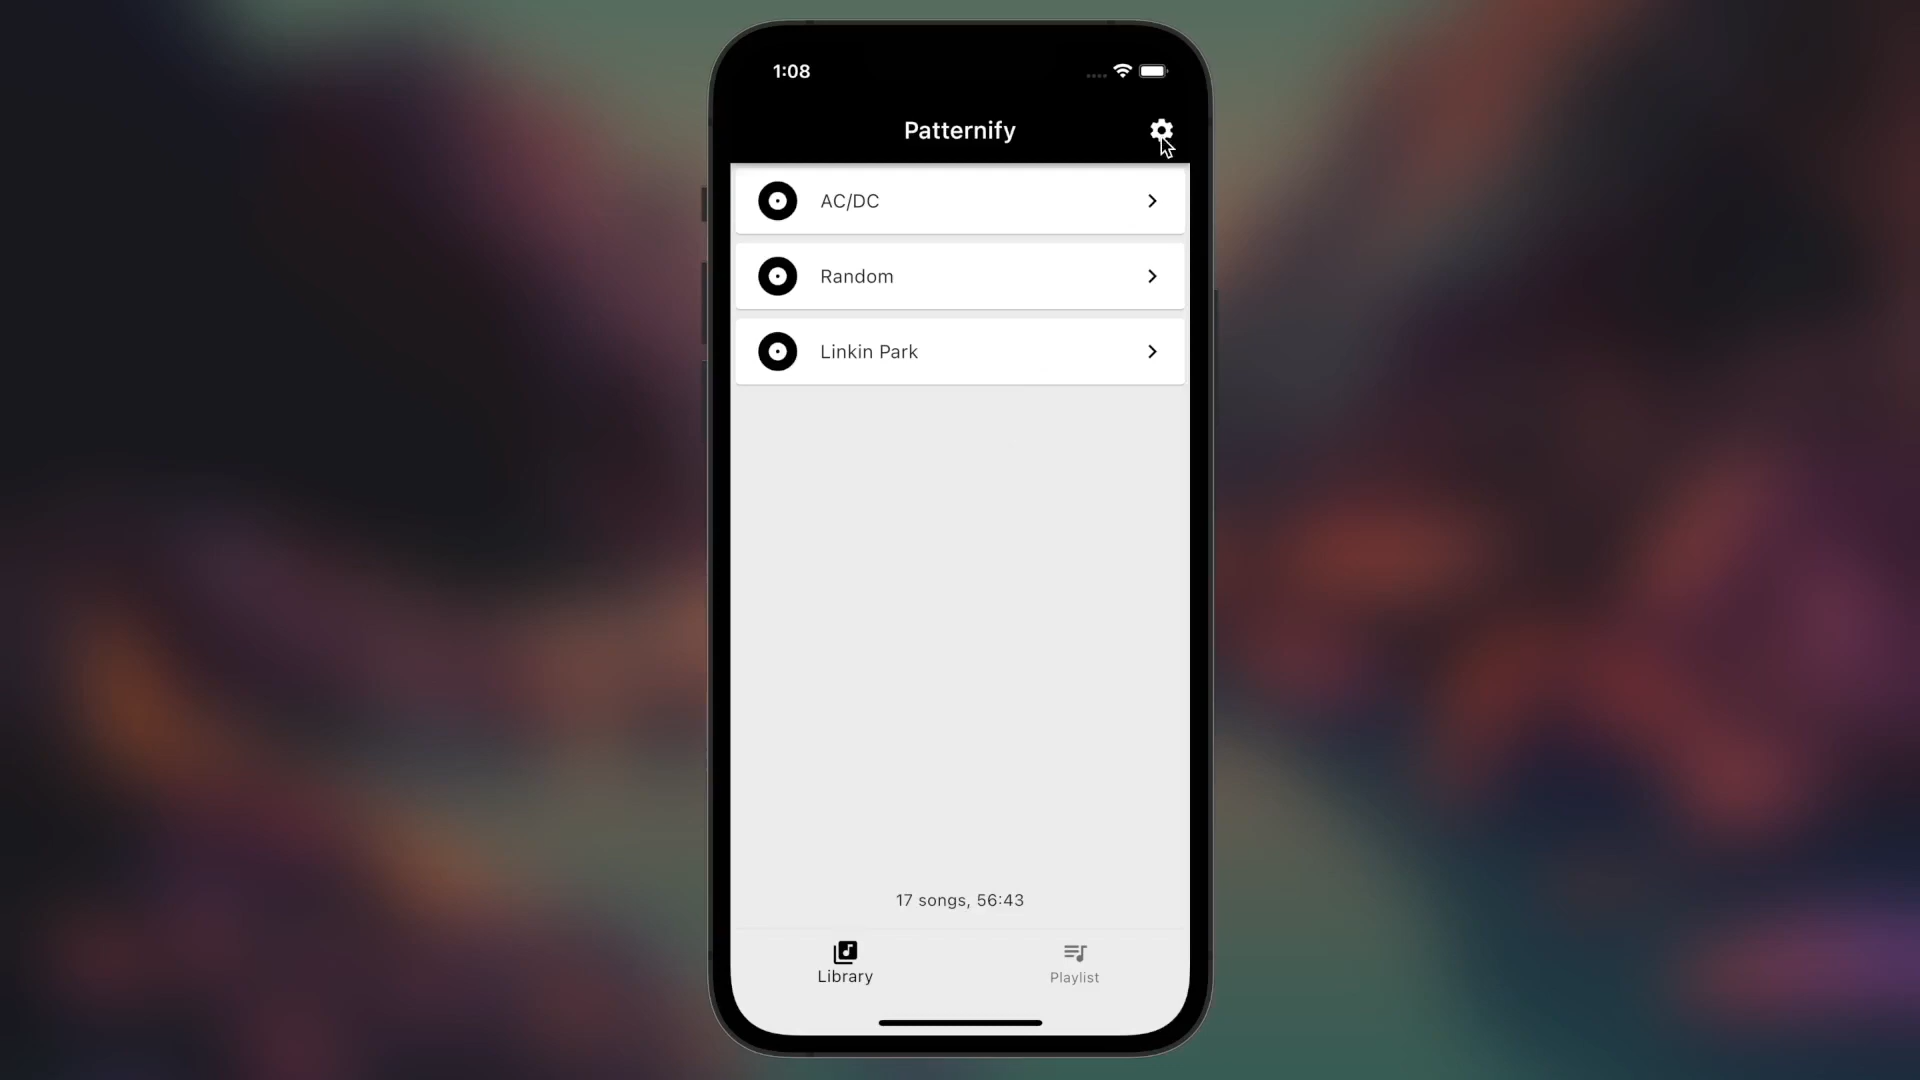 1:08
Patternify
AC/DC
Random
Linkin Park
17 songs, 56:43
Library
Playlist